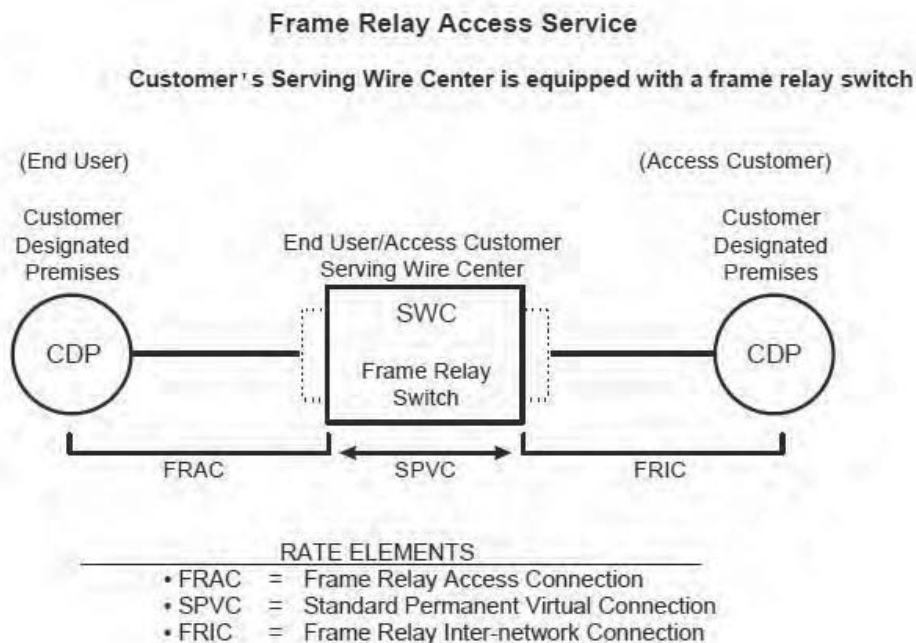 Frame Relay Access Service
Customer's Serving Wire Center is equipped with a frame relay switch
(End User)
(Access Customer)
Customer
Designated
Premises
End User/Access Customer
Serving Wire Center
Customer
Designated
Premises
CDP
SWC
Frame Relay
Switch
CDP
FRAC
SPVC
FRIC
RATE ELEMENTS
• FRAC = Frame Relay Access Connection
• SPVC = Standard Permanent Virtual Connection
• FRIC = Frame Relay Inter-network Connection